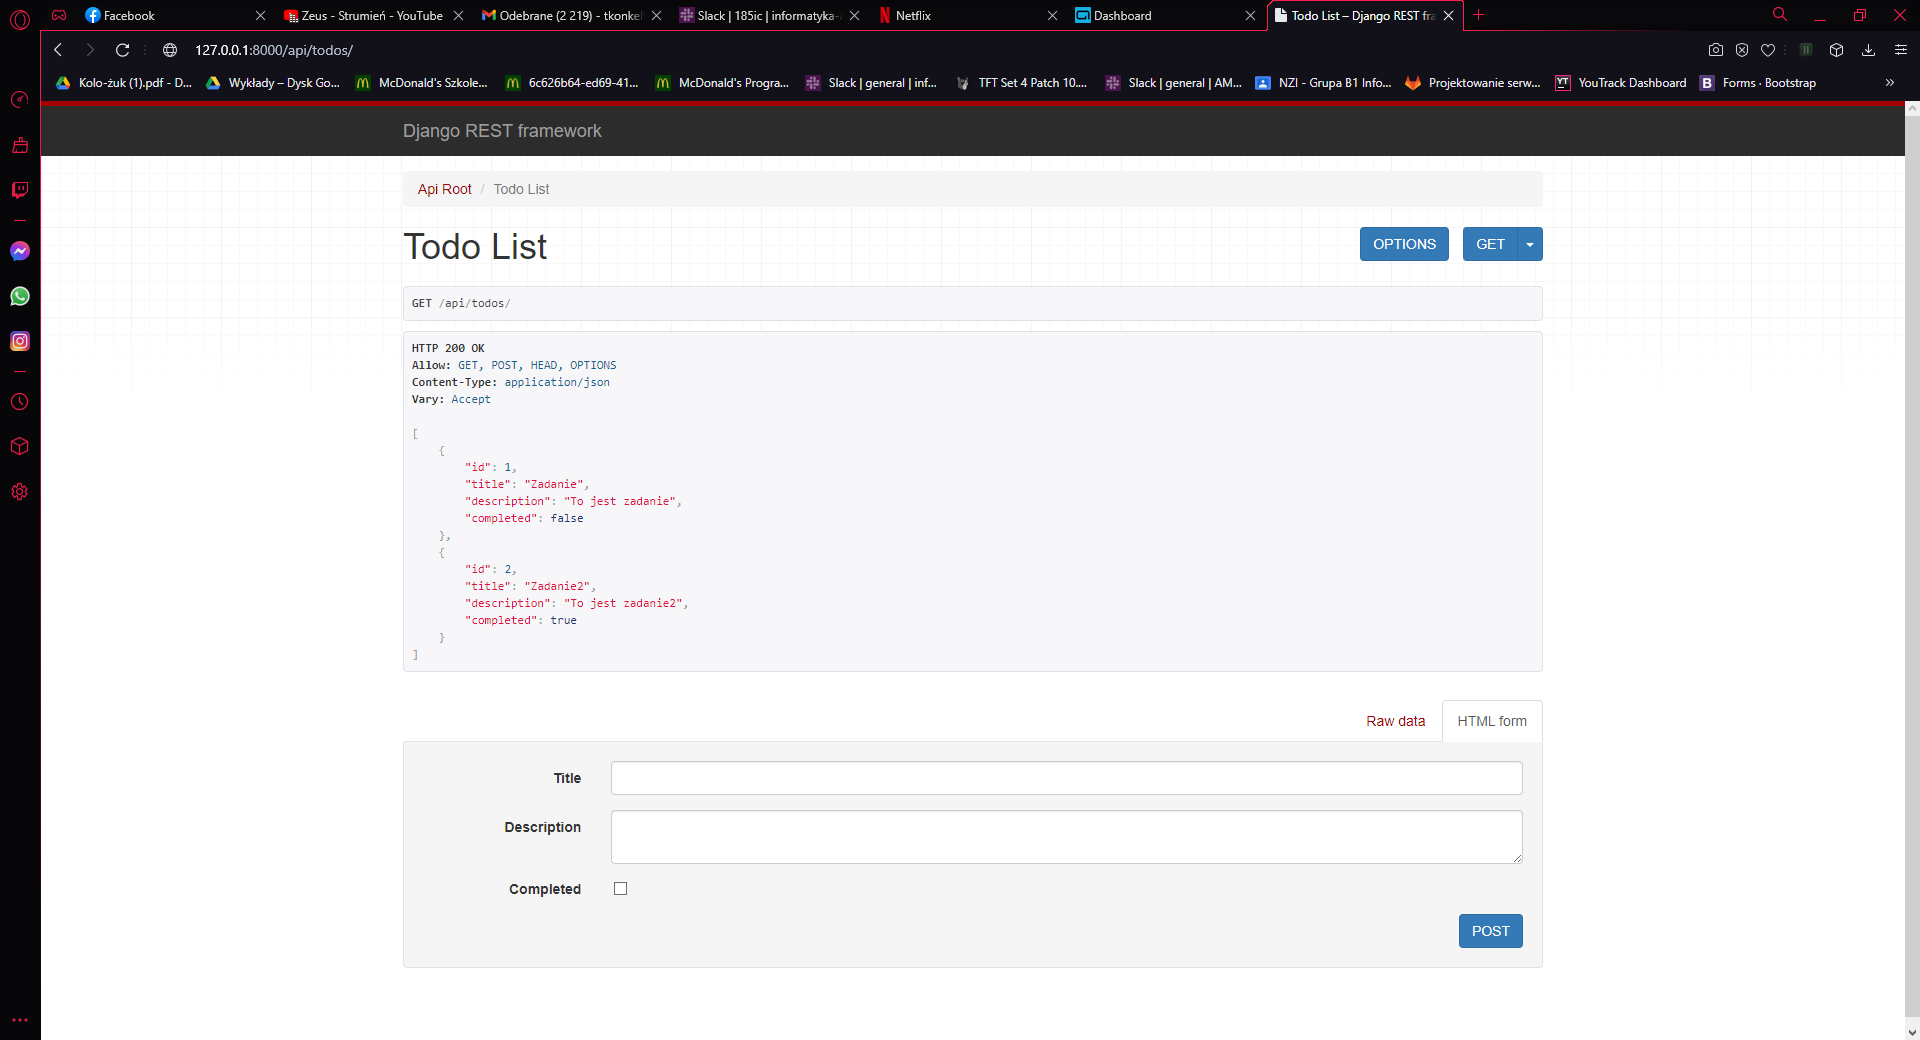 Facebook
Zeus - Strumień - YouTube
Odebrane (2 219) - tkonkel
Slack | 185ic | informatyka-
Netflix
Dashboard
Todo List – Django REST fra
127.0.0.1:8000/api/todos/
Kolo-żuk (1).pdf - D...
Wykłady – Dysk Go...
McDonald's Szkole...
6c626b64-ed69-41...
McDonald's Progra...
Slack | general | inf...
TFT Set 4 Patch 10....
Slack | general | AM...
NZI - Grupa B1 Info...
Projektowanie serw...
YT
YouTrack Dashboard
B
Forms · Bootstrap
»
Django REST framework
Api Root / Todo List
Todo List
OPTIONS
GET
GET /api/todos/
HTTP 200 OK
Allow: GET, POST, HEAD, OPTIONS
Content-Type: application/json
Vary: Accept
[
{
"id": 1,
"title": "Zadanie",
"description": "To jest zadanie",
"completed": false
},
{
"id": 2,
"title": "Zadanie2",
"description": "To jest zadanie2",
"completed": true
}
]
Raw data
HTML form
Title
Description
Completed
POST